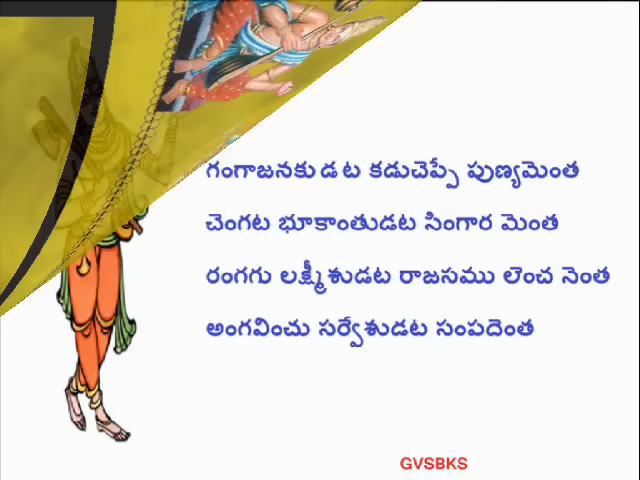 గంగాజనకుడట కడుచెప్పే పుణ్యమెంత
చెంగట భూకాంతుడట సింగార మెంత
రంగగు లక్ష్మీశుడట రాజసము లెంచ నెంత
అంగవించు సర్వేశుడట సంపదెంత
GVSBKS